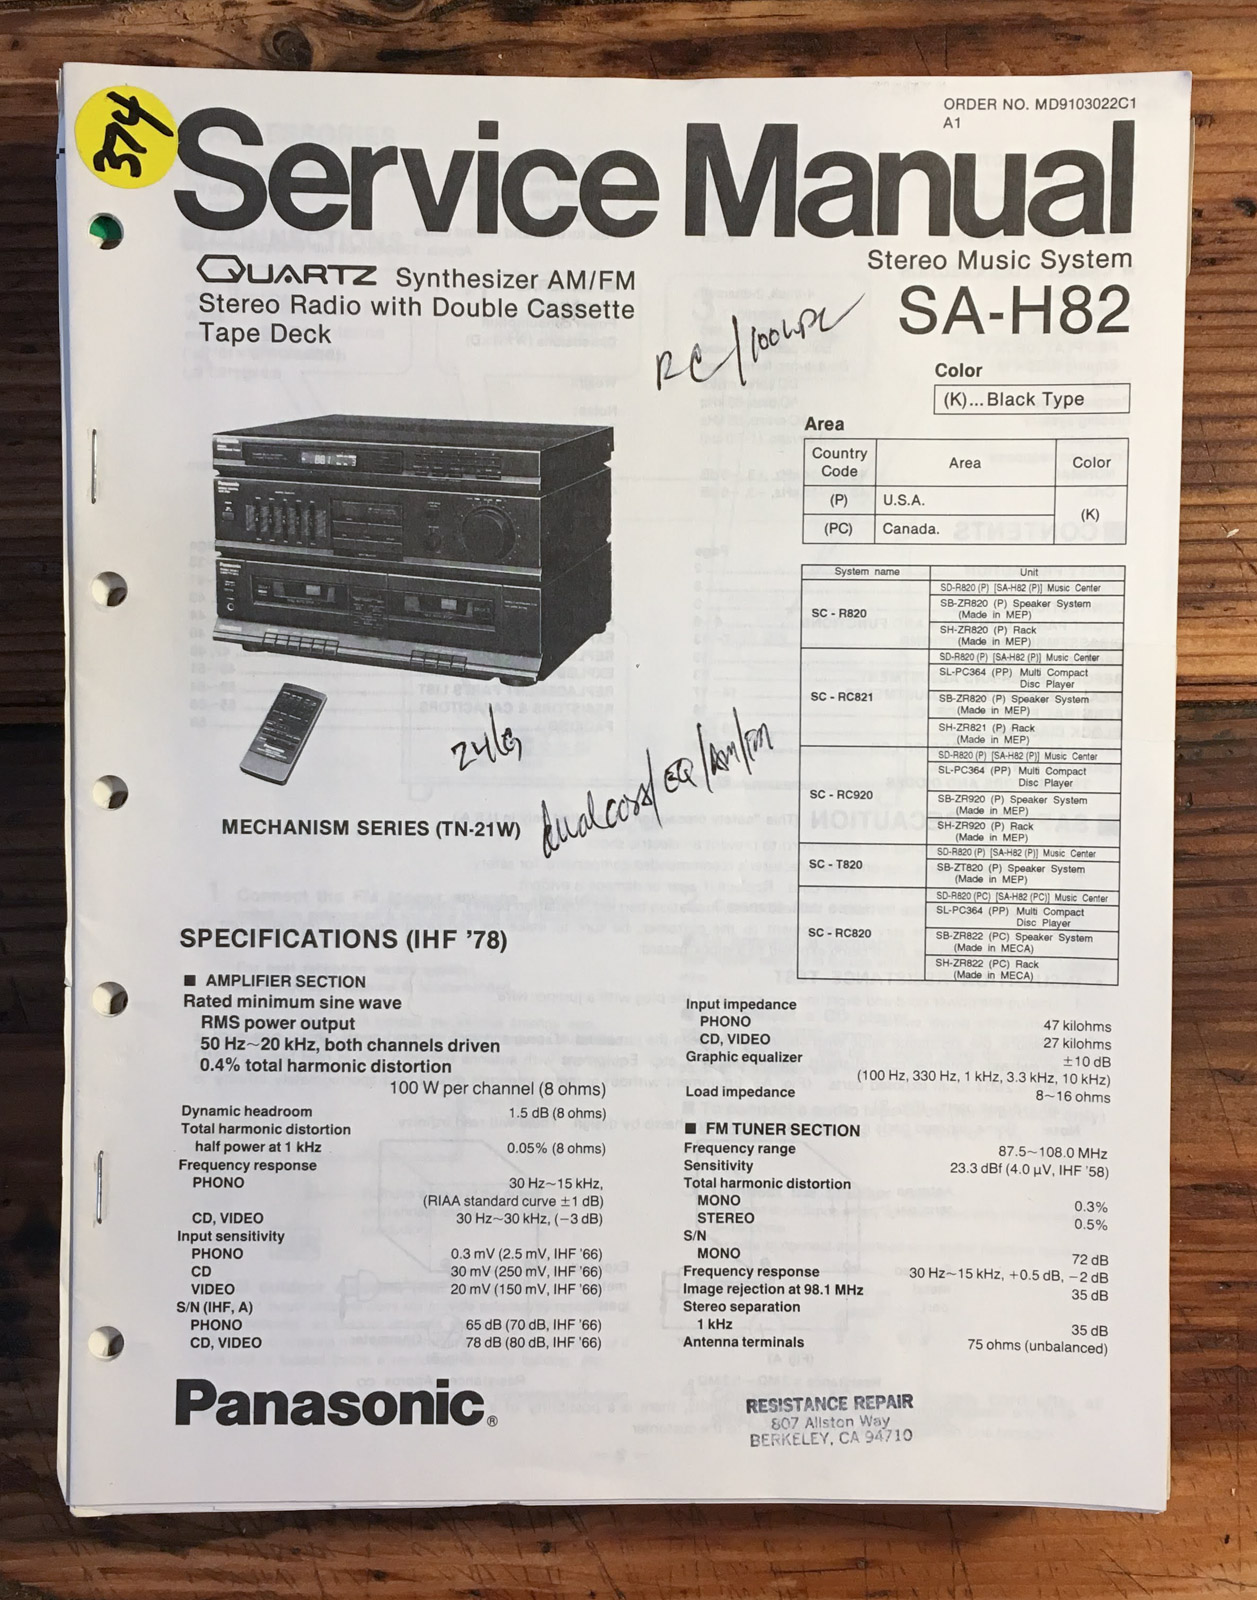 374
ORDER NO. MD9103022C1
A1
Service Manual
QUARTZ Synthesizer AM/FM
Stereo Radio with Double Cassette
Tape Deck
Stereo Music System
SA-H82
RC/100WPC
Color
(K)...Black Type
Area
Country Code Area Color
(P) U.S.A. (K)
(PC) Canada.
System name Unit
SC - R820
SD-R820 (P) [SA-H82 (P)] Music Center
SB-ZR820 (P) Speaker System
(Made in MEP)
SH-ZR820 (P) Rack
(Made in MEP)
SC - RC821
SD-R820 (P) [SA-H82 (P)] Music Center
SL-PC364 (PP) Multi Compact
Disc Player
SB-ZR820 (P) Speaker System
(Made in MEP)
SH-ZR821 (P) Rack
(Made in MEP)
SC - RC920
SD-R820 (P) [SA-H82 (P)] Music Center
SL-PC364 (PP) Multi Compact
Disc Player
SB-ZR920 (P) Speaker System
(Made in MEP)
SH-ZR920 (P) Rack
(Made in MEP)
SC - T820
SD-R820 (P) [SA-H82 (P)] Music Center
SB-ZT820 (P) Speaker System
(Made in MEP)
SC - RC820
SD-R820 (PC) [SA-H82 (PC)] Music Center
SL-PC364 (PP) Multi Compact
Disc Player
SB-ZR822 (PC) Speaker System
(Made in MECA)
SH-ZR822 (PC) Rack
(Made in MECA)
dual cass/EQ/AM/FM
MECHANISM SERIES (TN-21W)
SPECIFICATIONS (IHF '78)
■ AMPLIFIER SECTION
Rated minimum sine wave
RMS power output
50 Hz~20 kHz, both channels driven
0.4% total harmonic distortion
100 W per channel (8 ohms)
Dynamic headroom 1.5 dB (8 ohms)
Total harmonic distortion
half power at 1 kHz 0.05% (8 ohms)
Frequency response
PHONO 30 Hz~15 kHz,
(RIAA standard curve ±1 dB)
CD, VIDEO 30 Hz~30 kHz, (−3 dB)
Input sensitivity
PHONO 0.3 mV (2.5 mV, IHF '66)
CD 30 mV (250 mV, IHF '66)
VIDEO 20 mV (150 mV, IHF '66)
S/N (IHF, A)
PHONO 65 dB (70 dB, IHF '66)
CD, VIDEO 78 dB (80 dB, IHF '66)
Input impedance
PHONO 47 kilohms
CD, VIDEO 27 kilohms
Graphic equalizer ±10 dB
(100 Hz, 330 Hz, 1 kHz, 3.3 kHz, 10 kHz)
Load impedance 8~16 ohms
■ FM TUNER SECTION
Frequency range 87.5~108.0 MHz
Sensitivity 23.3 dBf (4.0 µV, IHF '58)
Total harmonic distortion
MONO 0.3%
STEREO 0.5%
S/N
MONO 72 dB
Frequency response 30 Hz~15 kHz, +0.5 dB, −2 dB
Image rejection at 98.1 MHz 35 dB
Stereo separation
1 kHz 35 dB
Antenna terminals 75 ohms (unbalanced)
Panasonic®
RESISTANCE REPAIR
807 Allston Way
BERKELEY, CA 94710